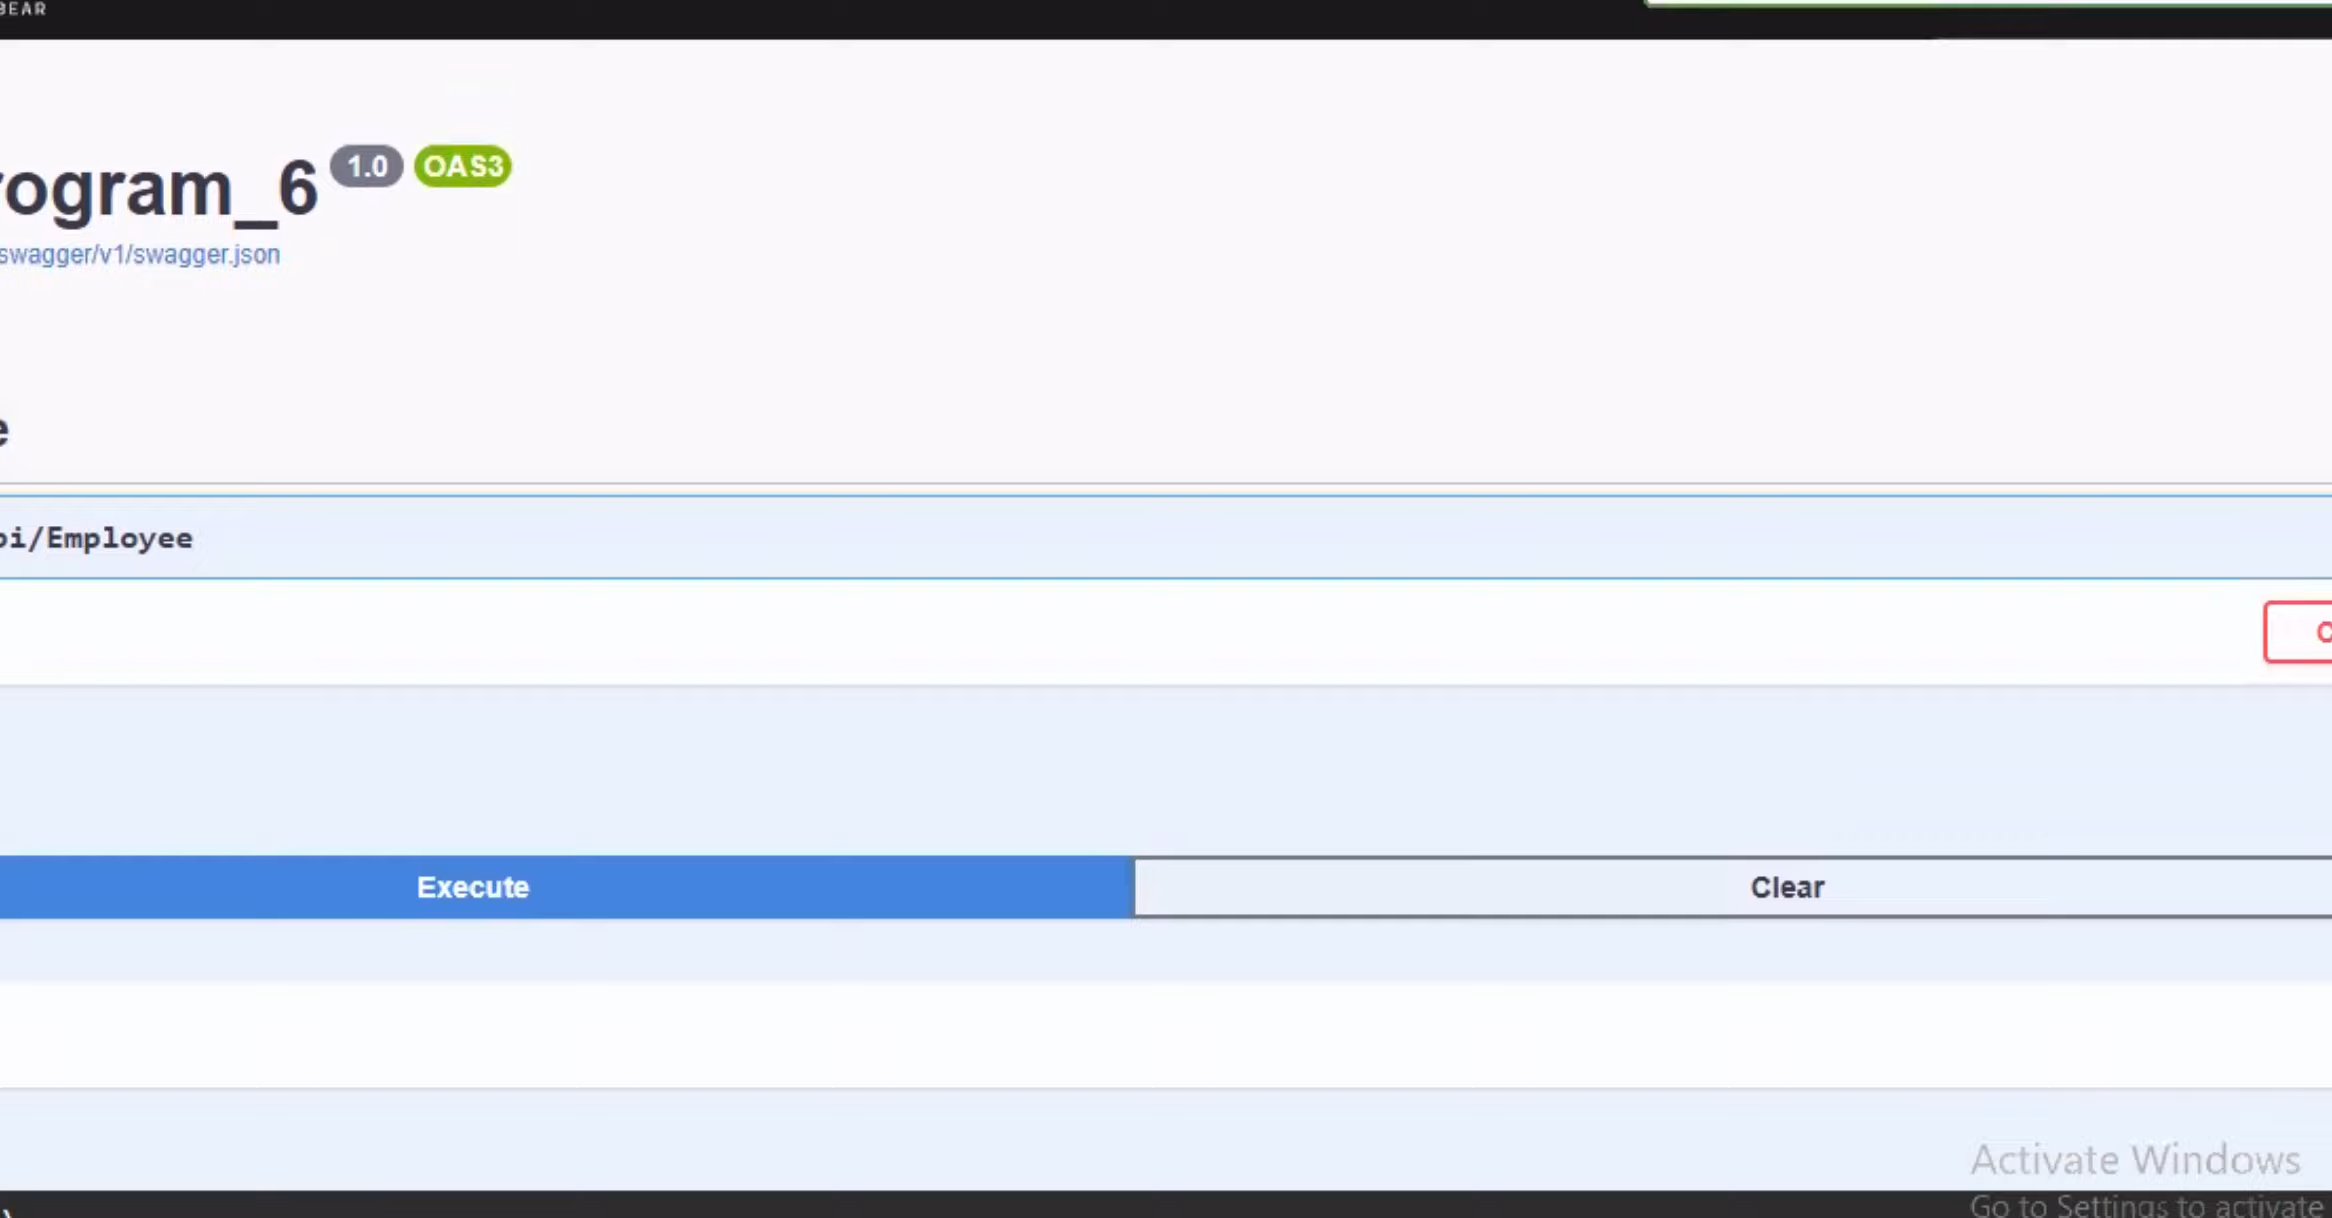 BEAR
rogram_6 1.0 OAS3
swagger/v1/swagger.json
e
pi/Employee
C
Execute Clear
Activate Windows
Go to Settings to activate